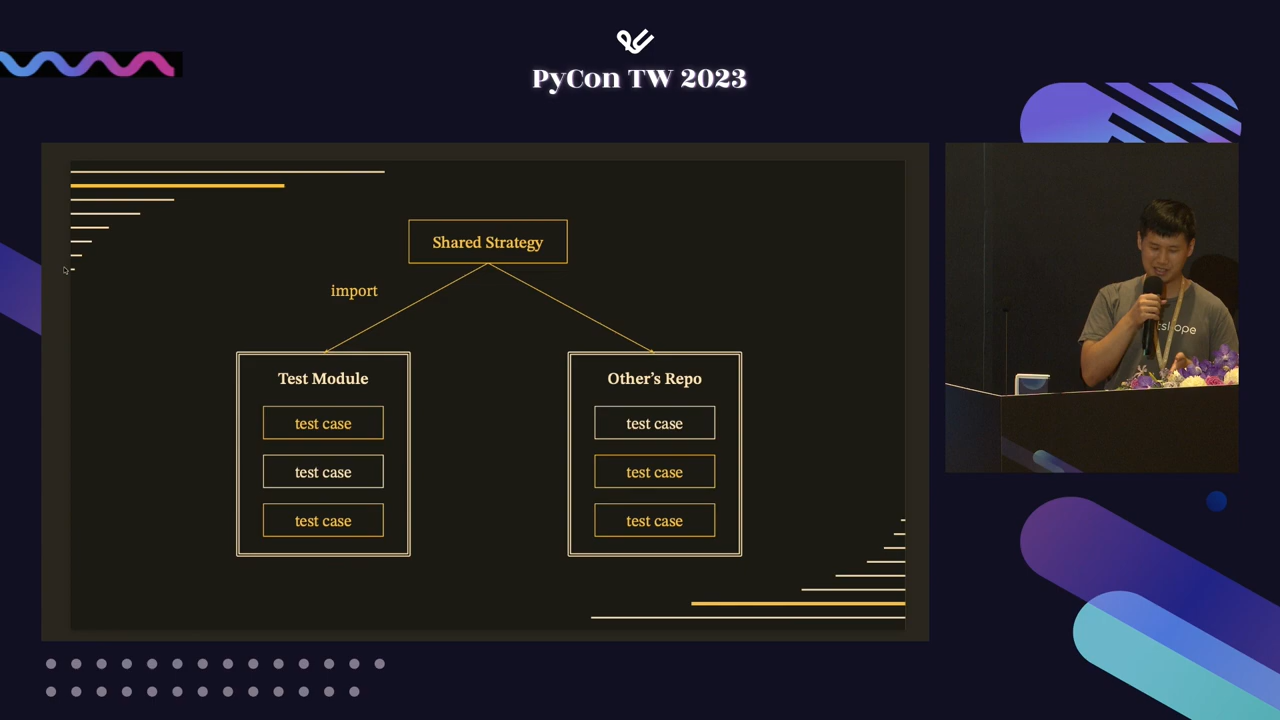 PyCon TW 2023
Shared Strategy
import
Test Module
test case
test case
test case
Other's Repo
test case
test case
test case